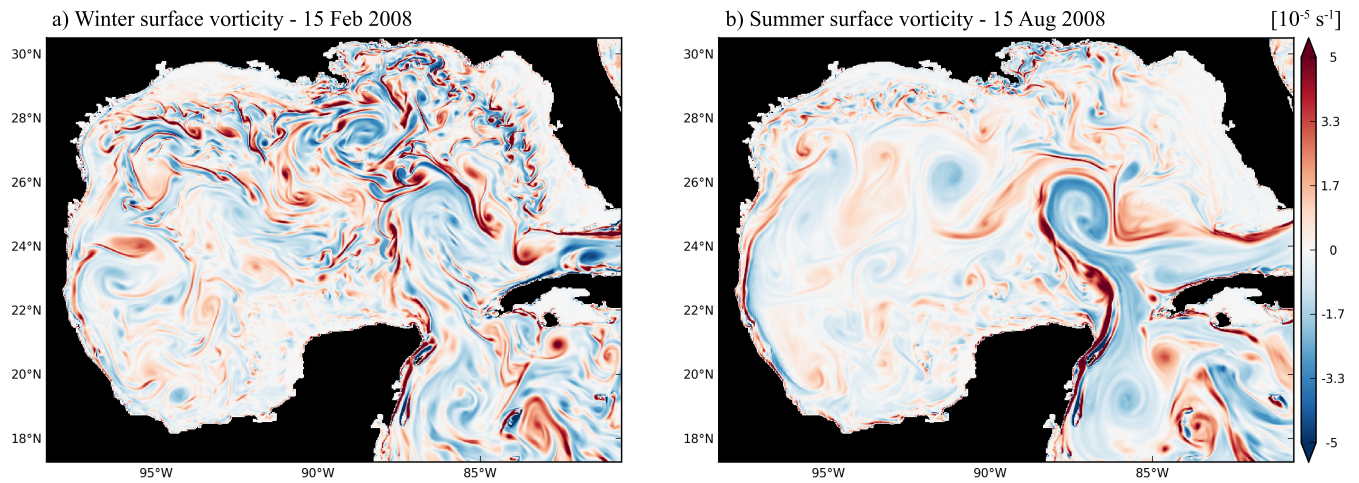 a) Winter surface vorticity - 15 Feb 2008
b) Summer surface vorticity - 15 Aug 2008
[10⁻⁵ s⁻¹]
30°N
28°N
26°N
24°N
22°N
20°N
18°N
95°W 90°W 85°W
30°N
28°N
26°N
24°N
22°N
20°N
18°N
95°W 90°W 85°W
5
3.3
1.7
0
-1.7
-3.3
-5